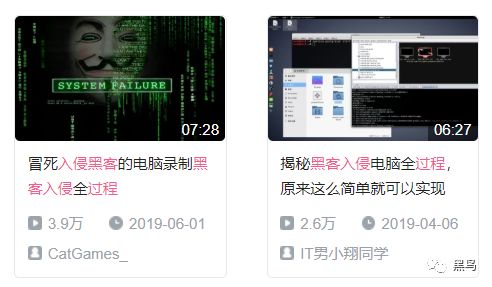 SYSTEM FAILURE
07:28
冒死入侵黑客的电脑录制黑
客入侵全过程
3.9万 2019-06-01
CatGames_
06:27
揭秘黑客入侵电脑全过程,
原来这么简单就可以实现
2.6万 2019-04-06
IT男小翔同学
黑鸟